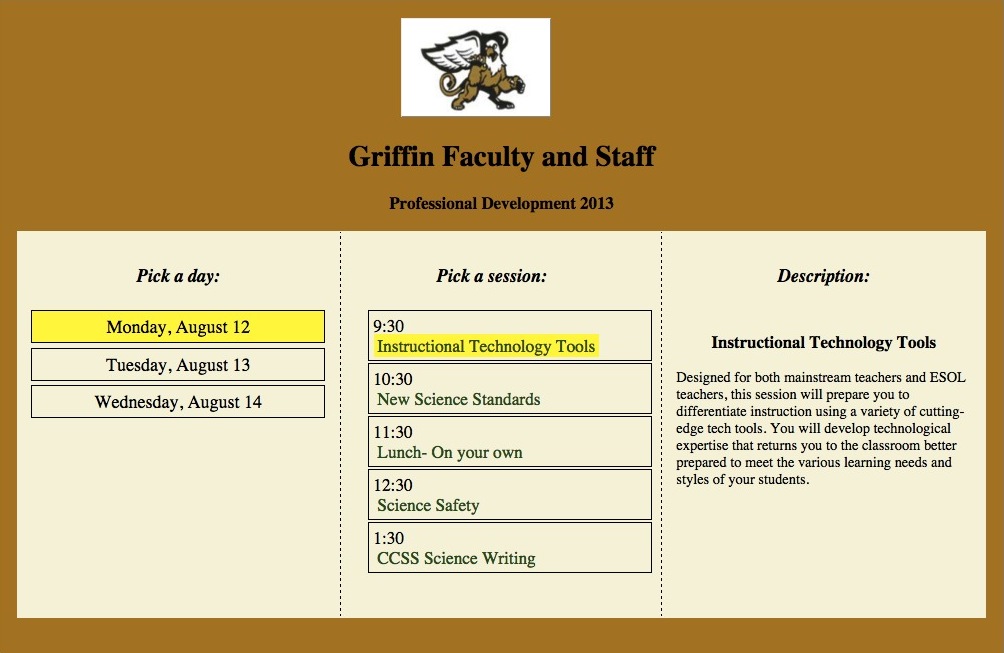 Griffin Faculty and Staff
Professional Development 2013
Pick a day:
Monday, August 12
Tuesday, August 13
Wednesday, August 14
Pick a session:
9:30
Instructional Technology Tools
10:30
New Science Standards
11:30
Lunch- On your own
12:30
Science Safety
1:30
CCSS Science Writing
Description:
Instructional Technology Tools
Designed for both mainstream teachers and ESOL
teachers, this session will prepare you to
differentiate instruction using a variety of cutting-
edge tech tools. You will develop technological
expertise that returns you to the classroom better
prepared to meet the various learning needs and
styles of your students.